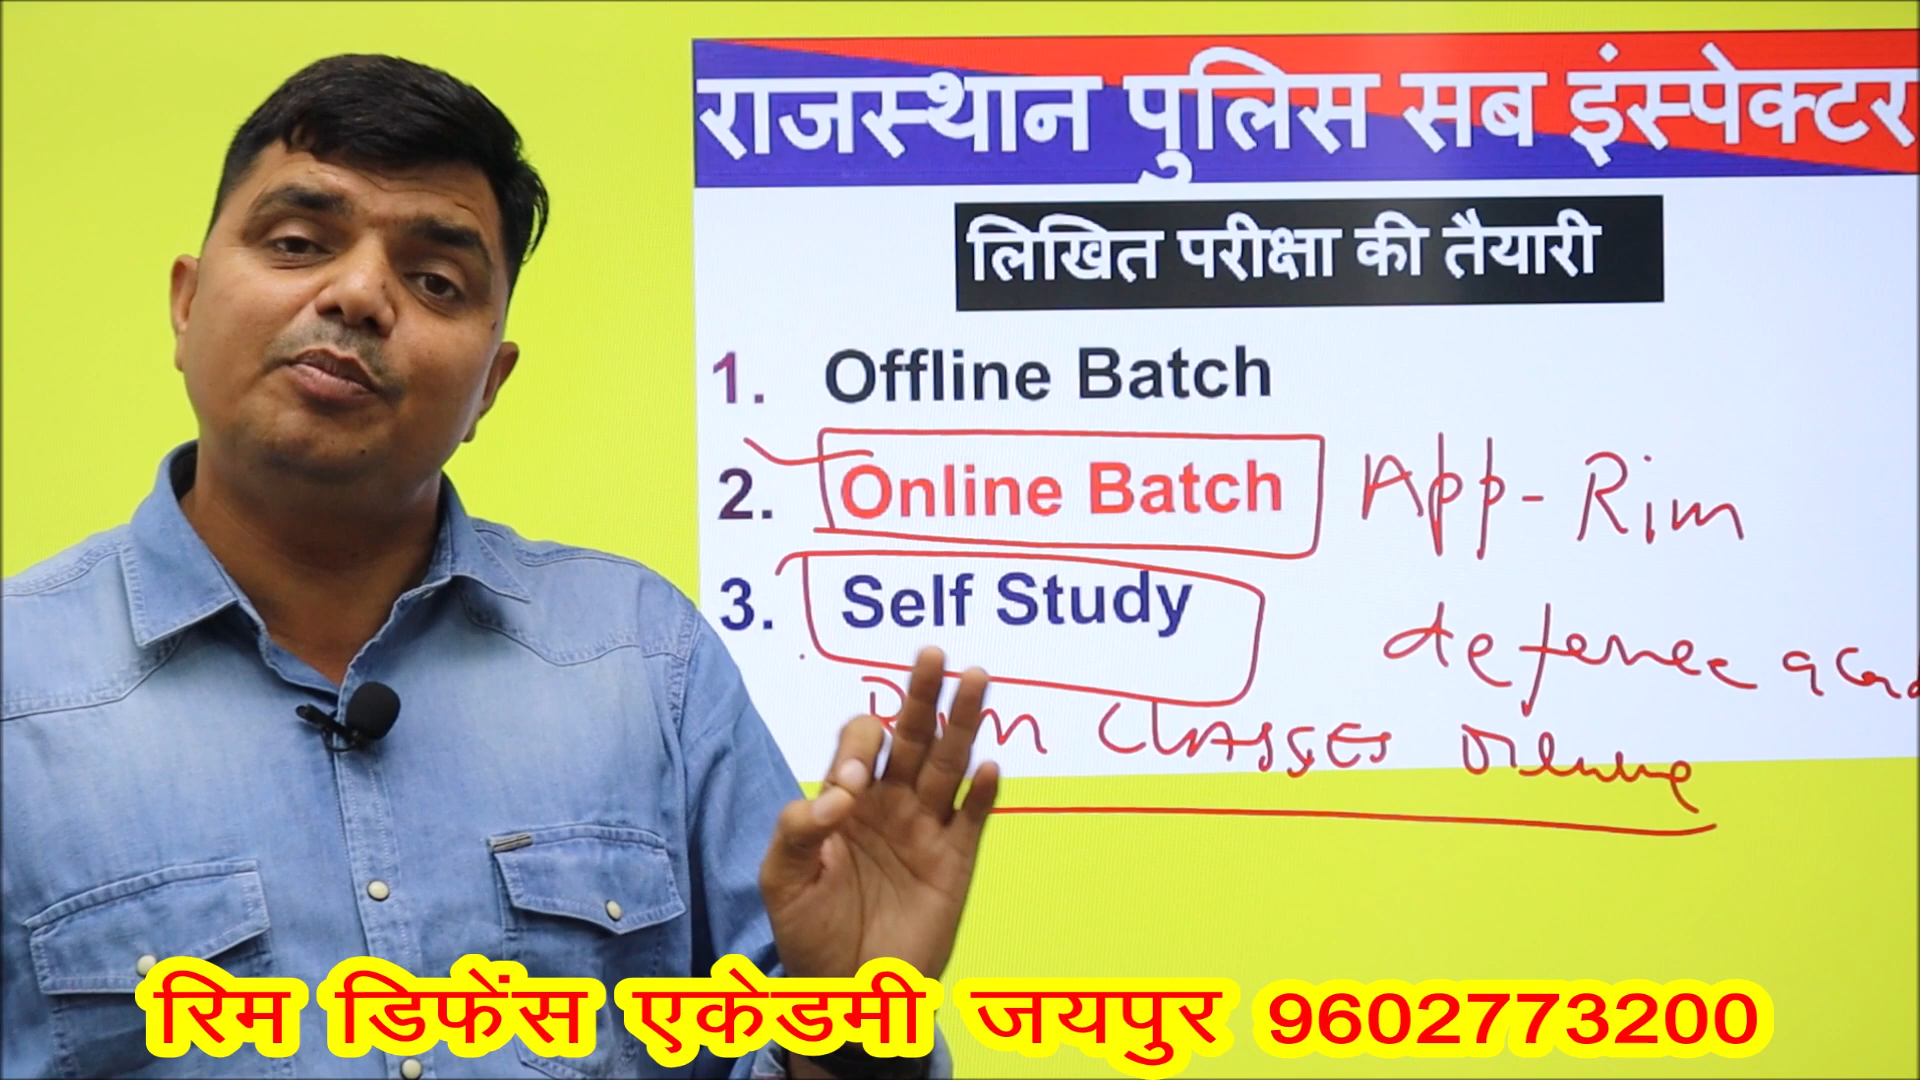 राजस्थान पुलिस सब इंस्पेक्टर
लिखित परीक्षा की तैयारी
1. Offline Batch
2. Online Batch App - Rim
3. Self Study defence
Rim CLASSES
रिम डिफेंस एकेडमी जयपुर 9602773200